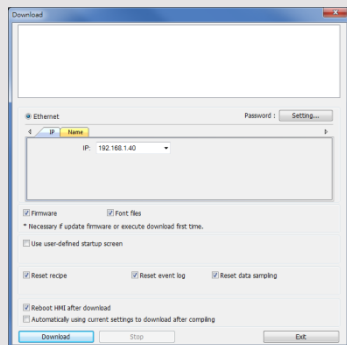 Download
Ethernet
Password : Setting...
IP Name
IP: 192.168.1.40
Firmware Font files
* Necessary if update firmware or execute download first time.
Use user-defined startup screen
Reset recipe Reset event log Reset data sampling
Reboot HMI after download
Automatically using current settings to download after compiling
Download Stop Exit